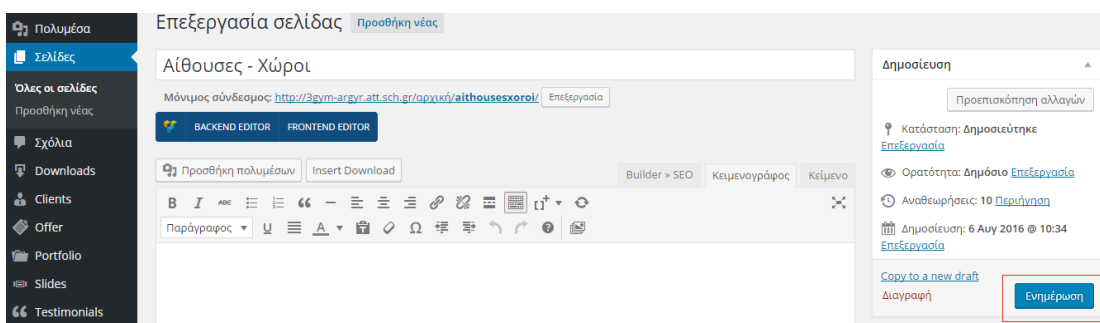 Πολυμέσα
Σελίδες
Όλες οι σελίδες
Προσθήκη νέας
Σχόλια
Downloads
Clients
Offer
Portfolio
Slides
Testimonials
Επεξεργασία σελίδας Προσθήκη νέας
Αίθουσες - Χώροι
Μόνιμος σύνδεσμος: http://3gym-argyr.att.sch.gr/αρχική/aithousesxoroi/ Επεξεργασία
BACKEND EDITOR FRONTEND EDITOR
Προσθήκη πολυμέσων Insert Download
Builder » SEO Κειμενογράφος Κείμενο
B I ABC
Παράγραφος U A Ω
Δημοσίευση
Προεπισκόπηση αλλαγών
Κατάσταση: Δημοσιεύτηκε
Επεξεργασία
Ορατότητα: Δημόσιο Επεξεργασία
Αναθεωρήσεις: 10 Περιήγηση
Δημοσίευση: 6 Αυγ 2016 @ 10:34
Επεξεργασία
Copy to a new draft
Διαγραφή Ενημέρωση